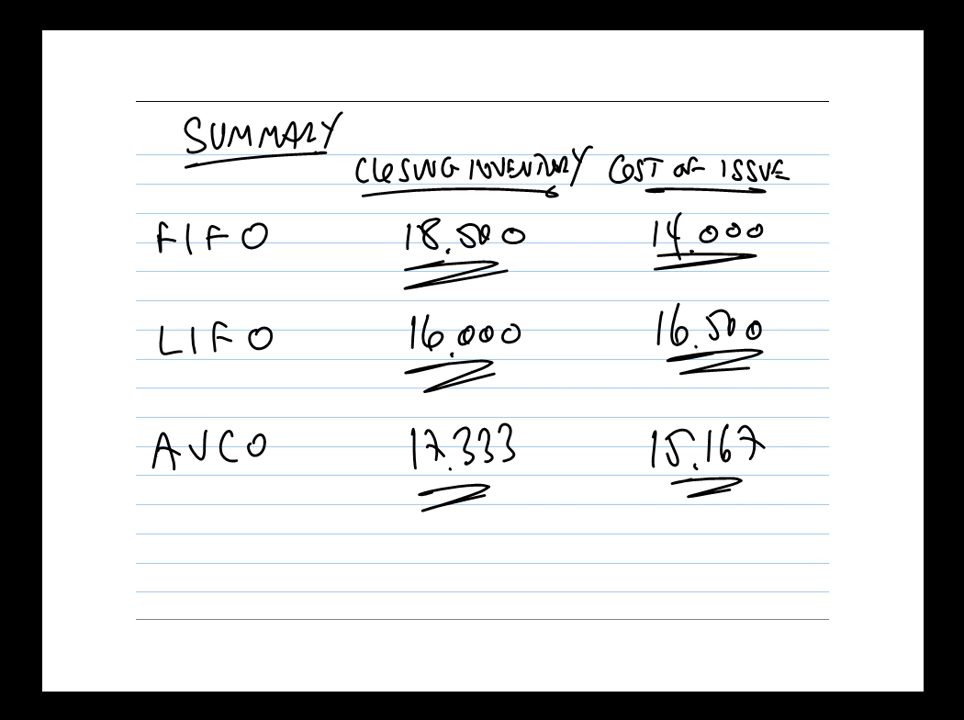 SUMMARY
CLOSING INVENTORY COST OF ISSUE
FIFO 18.500 14.000
LIFO 16.000 16.500
AVCO 17.333 15.167